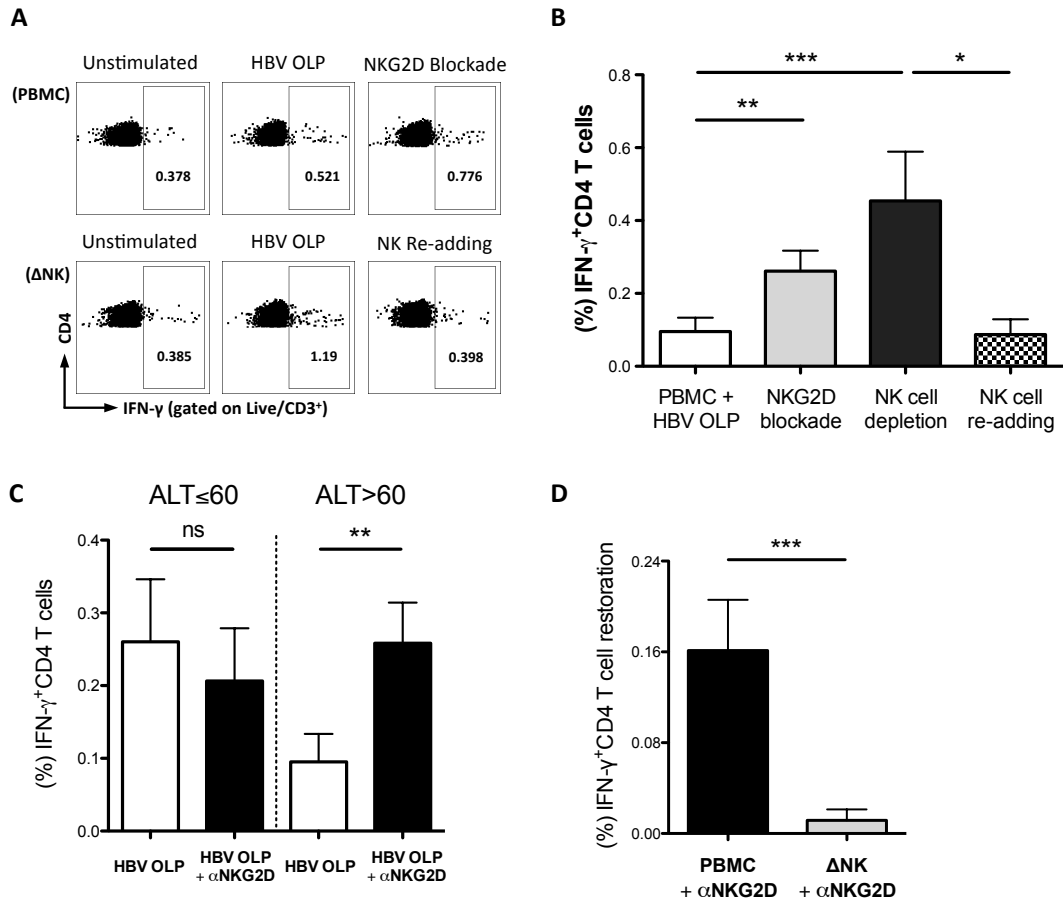 A
Unstimulated HBV OLP NKG2D Blockade
(PBMC)
0.378 0.521 0.776
Unstimulated HBV OLP NK Re-adding
(ΔNK)
0.385 1.19 0.398
CD4
IFN-γ (gated on Live/CD3⁺)
B
*** *
**
(%) IFN-γ⁺CD4 T cells
0.8
0.6
0.4
0.2
0.0
PBMC + HBV OLP
NKG2D blockade
NK cell depletion
NK cell re-adding
C
ALT≤60 ALT>60
ns **
(%) IFN-γ⁺CD4 T cells
0.4
0.3
0.2
0.1
0.0
HBV OLP
HBV OLP + αNKG2D
HBV OLP
HBV OLP + αNKG2D
D
***
(%) IFN-γ⁺CD4 T cell restoration
0.24
0.16
0.08
0.00
PBMC + αNKG2D
ΔNK + αNKG2D